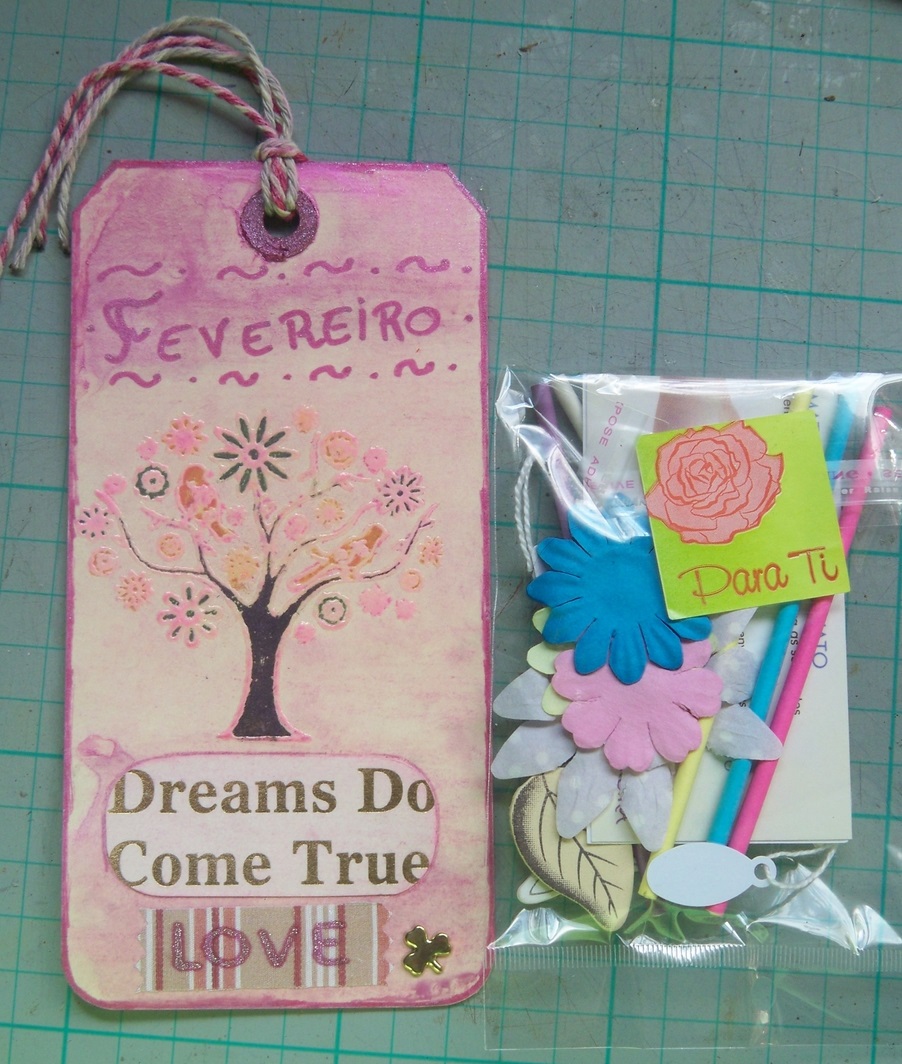 FEVEREIRO
Dreams Do
Come True
LOVE
Para Ti